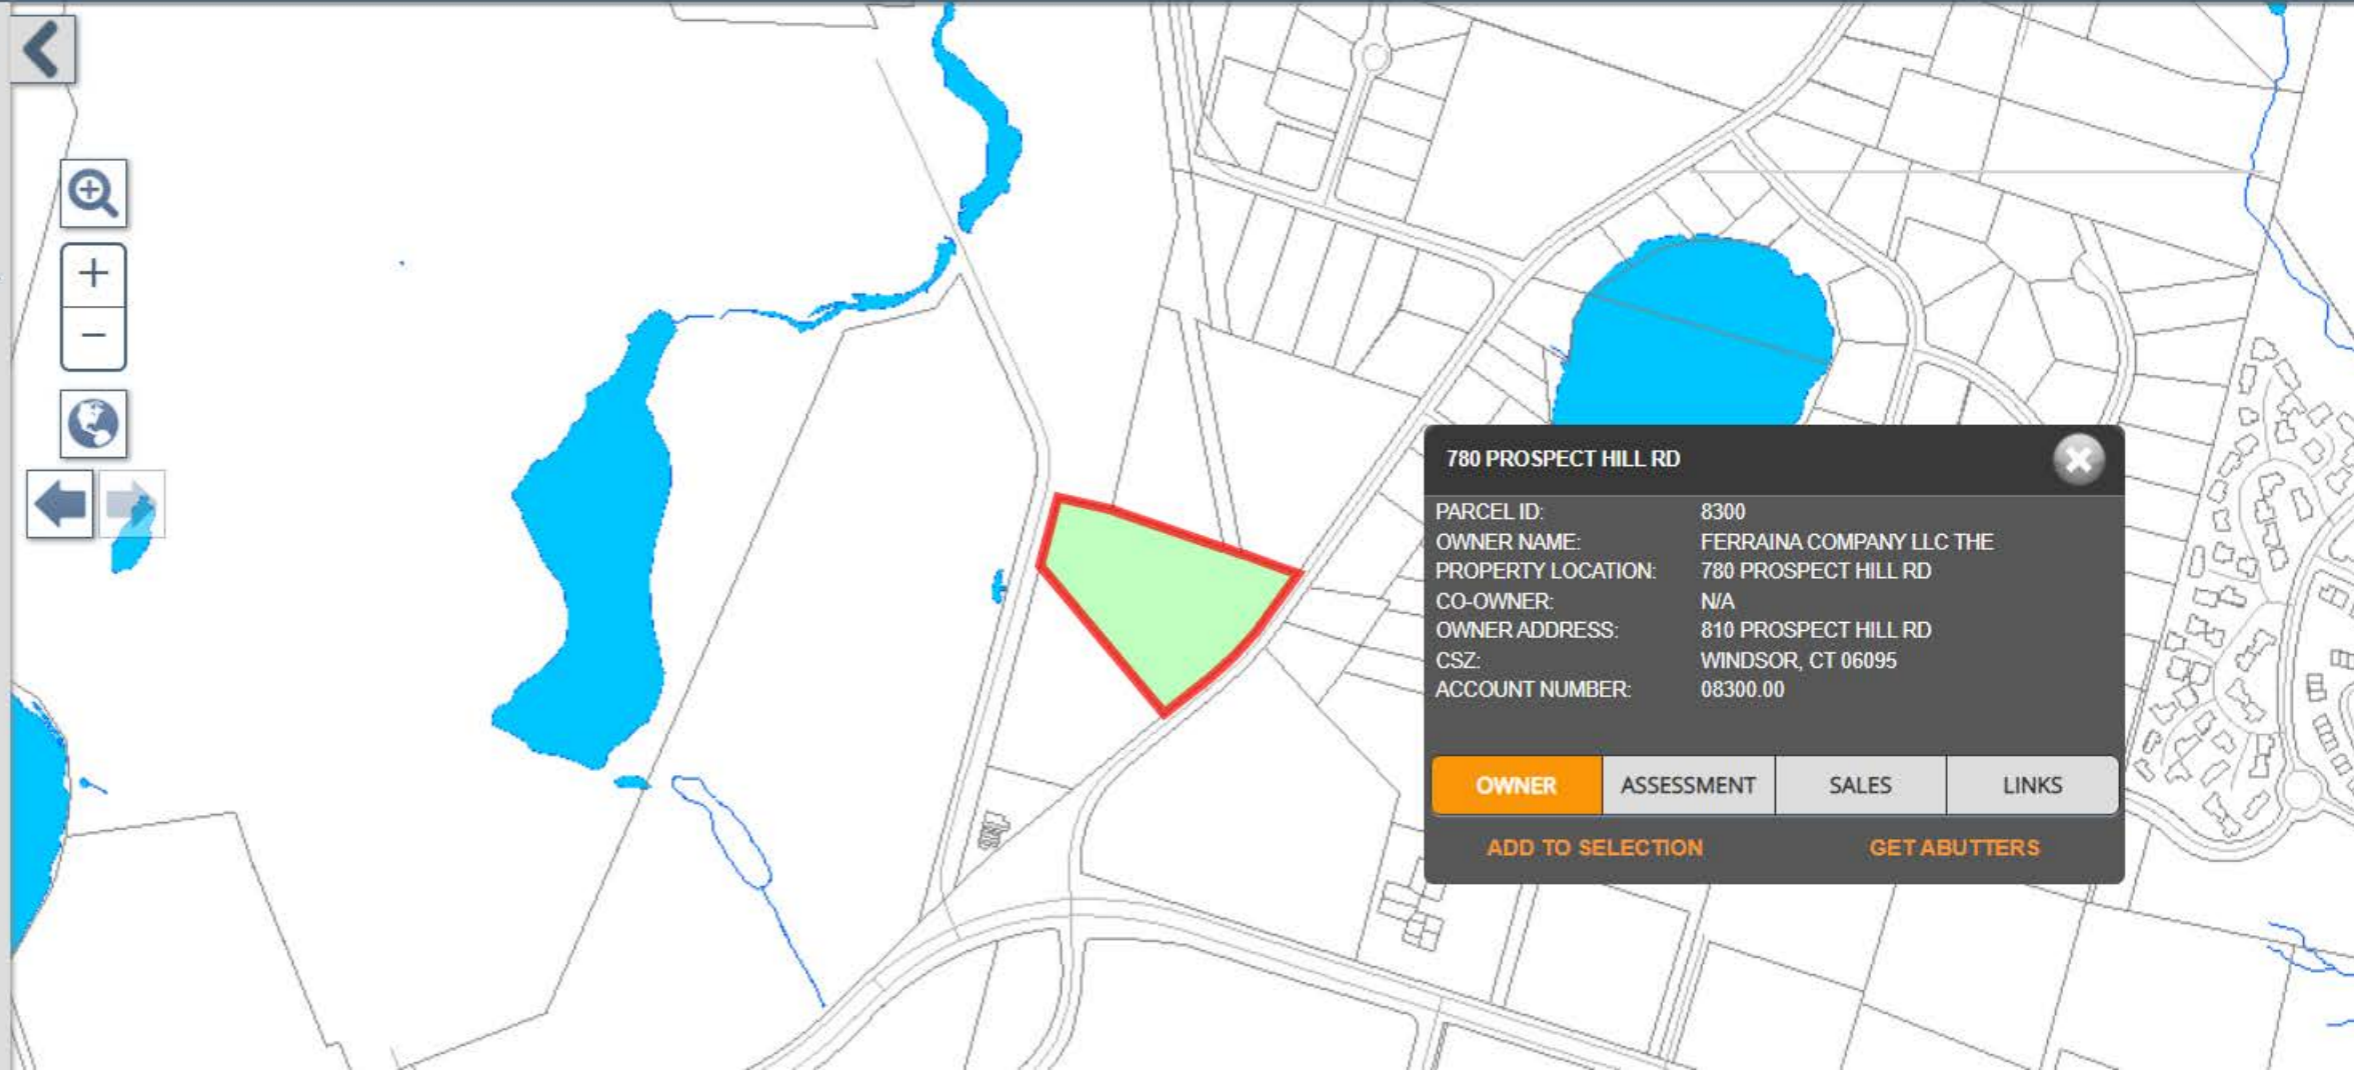 +
−
780 PROSPECT HILL RD
PARCEL ID: 8300
OWNER NAME: FERRAINA COMPANY LLC THE
PROPERTY LOCATION: 780 PROSPECT HILL RD
CO-OWNER: N/A
OWNER ADDRESS: 810 PROSPECT HILL RD
CSZ: WINDSOR, CT 06095
ACCOUNT NUMBER: 08300.00
OWNER ASSESSMENT SALES LINKS
ADD TO SELECTION GET ABUTTERS